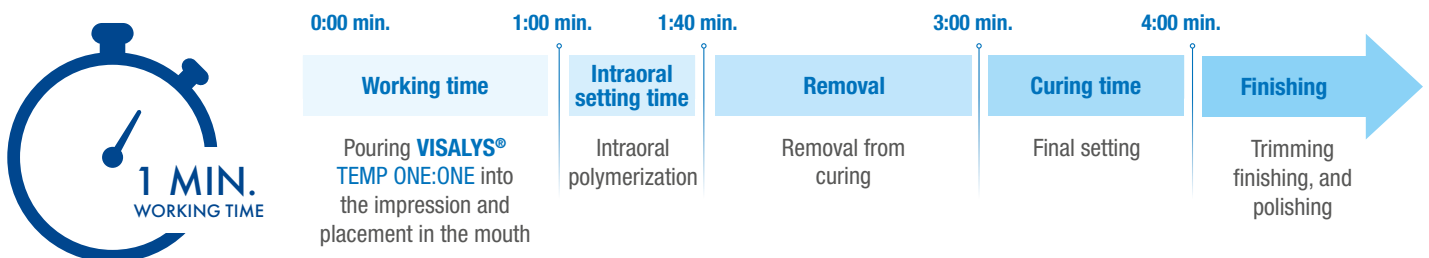 1 MIN.
WORKING TIME
0:00 min.
1:00 min.
1:40 min.
3:00 min.
4:00 min.
Working time
Intraoral
setting time
Removal
Curing time
Finishing
Pouring VISALYS®
TEMP ONE:ONE into
the impression and
placement in the mouth
Intraoral
polymerization
Removal from
curing
Final setting
Trimming
finishing, and
polishing